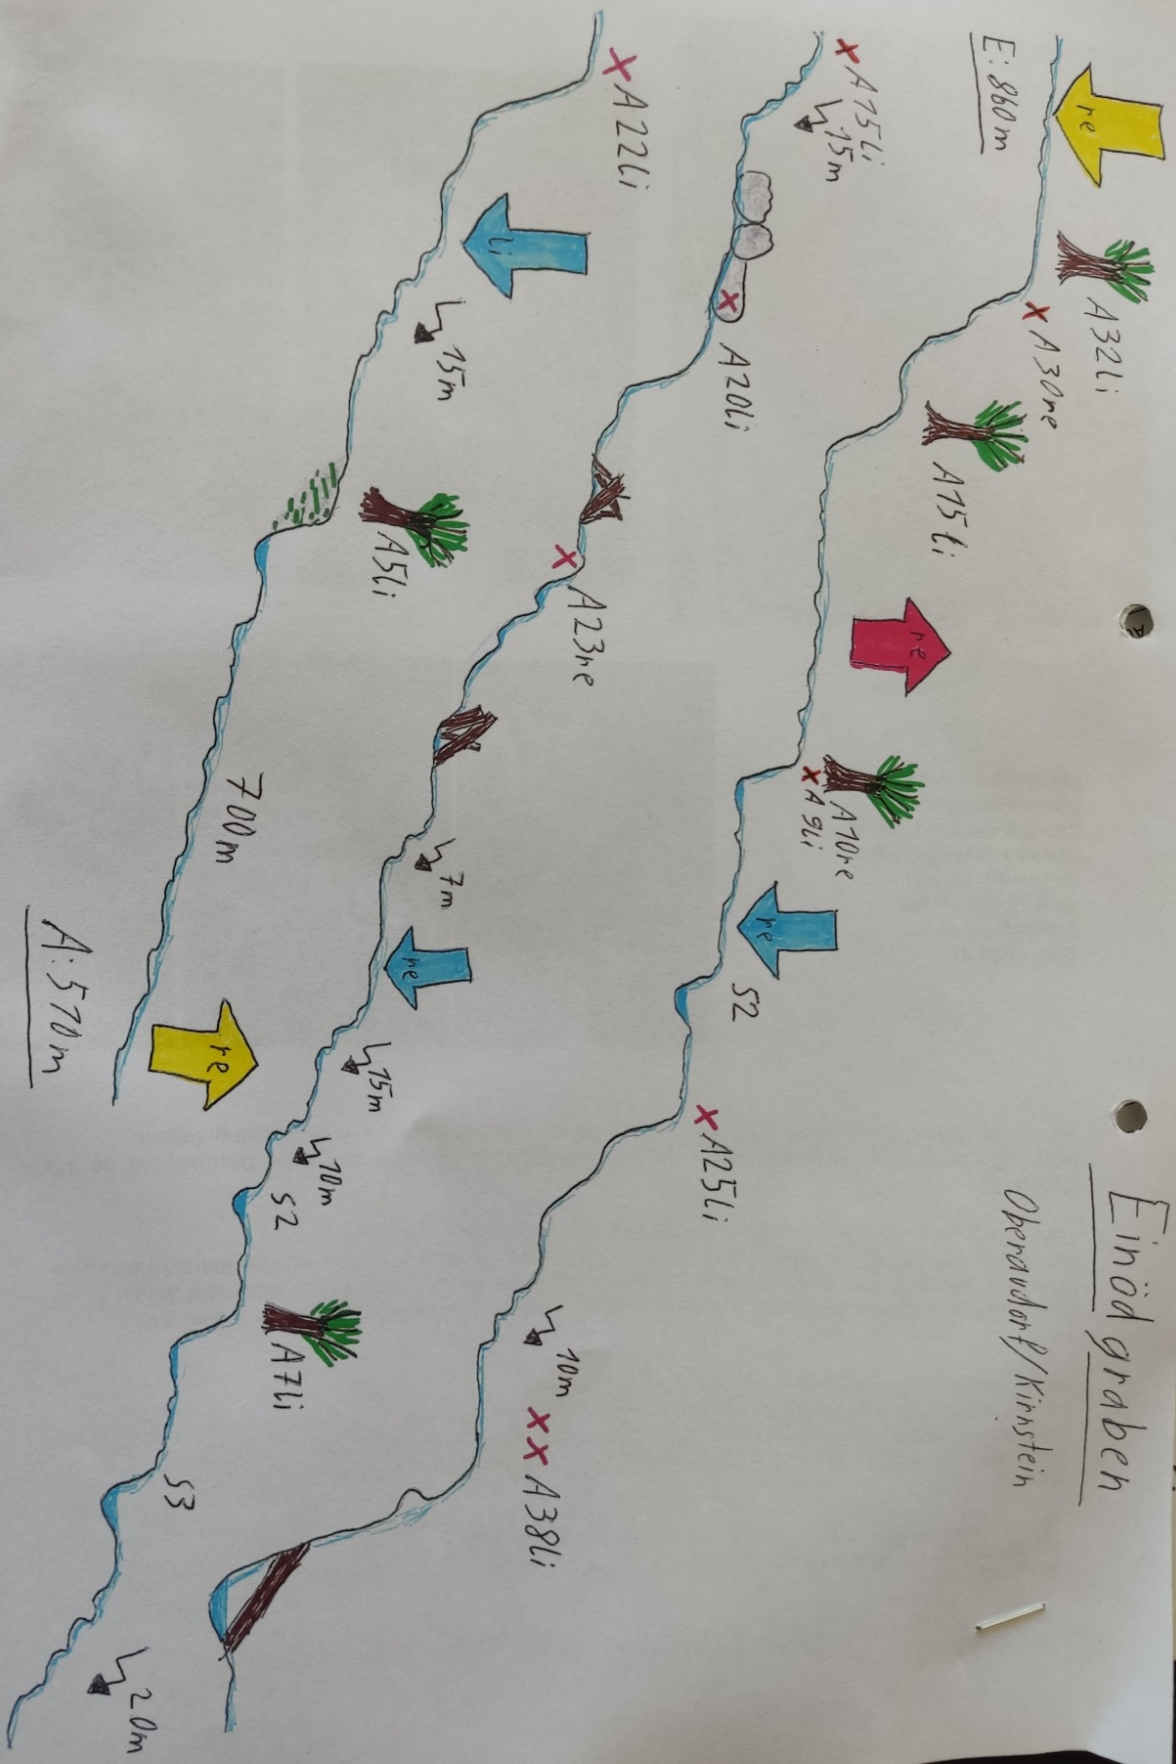 Einödgraben
Oberaudorf/Kirnstein
re
E: 860m
A32li
A30re
A15li
re
A10re
A9li
re
S2
A25li
10m
A38li
A15li
15m
A20li
A23re
7m
re
15m
10m
S2
A7li
S3
20m
A22li
li
15m
A5li
700m
re
A: 570m